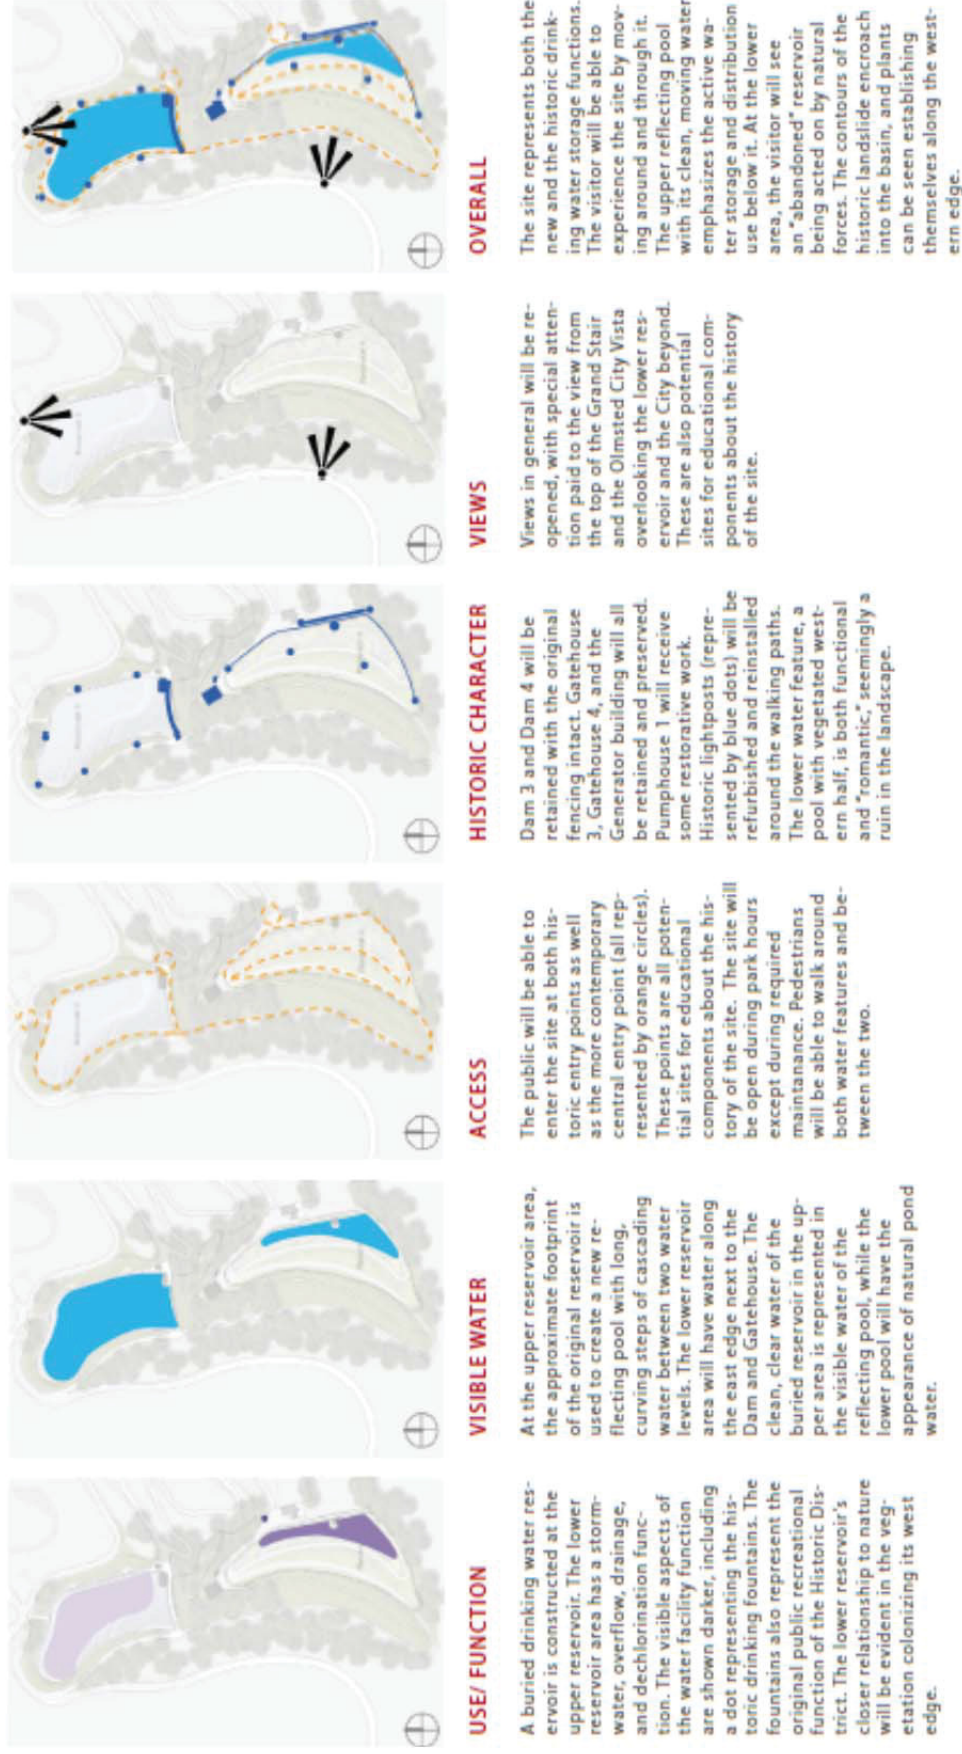 USE/ FUNCTION
A buried drinking water res-
ervoir is constructed at the
upper reservoir. The lower
reservoir area has a storm-
water, overflow, drainage,
and dechlorination func-
tion. The visible aspects of
the water facility function
are shown darker, including
a dot representing the his-
toric drinking fountains. The
fountains also represent the
original public recreational
function of the Historic Dis-
trict. The lower reservoir's
closer relationship to nature
will be evident in the veg-
etation colonizing its west
edge.
VISIBLE WATER
At the upper reservoir area,
the approximate footprint
of the original reservoir is
used to create a new re-
flecting pool with long,
curving steps of cascading
water between two water
levels. The lower reservoir
area will have water along
the east edge next to the
Dam and Gatehouse. The
clean, clear water of the
buried reservoir in the up-
per area is represented in
the visible water of the
reflecting pool, while the
lower pool will have the
appearance of natural pond
water.
ACCESS
The public will be able to
enter the site at both his-
toric entry points as well
as the more contemporary
central entry point (all rep-
resented by orange circles).
These points are all poten-
tial sites for educational
components about the his-
tory of the site. The site will
be open during park hours
except during required
maintanance. Pedestrians
will be able to walk around
both water features and be-
tween the two.
HISTORIC CHARACTER
Dam 3 and Dam 4 will be
retained with the original
fencing intact. Gatehouse
3, Gatehouse 4, and the
Generator building will all
be retained and preserved.
Pumphouse 1 will receive
some restorative work.
Historic lightposts (repre-
sented by blue dots) will be
refurbished and reinstalled
around the walking paths.
The lower water feature, a
pool with vegetated west-
ern half, is both functional
and "romantic," seemingly a
ruin in the landscape.
VIEWS
Views in general will be re-
opened, with special atten-
tion paid to the view from
the top of the Grand Stair
and the Olmsted City Vista
overlooking the lower res-
ervoir and the City beyond.
These are also potential
sites for educational com-
ponents about the history
of the site.
OVERALL
The site represents both the
new and the historic drink-
ing water storage functions.
The visitor will be able to
experience the site by mov-
ing around and through it.
The upper reflecting pool
with its clean, moving water
emphasizes the active wa-
ter storage and distribution
use below it. At the lower
area, the visitor will see
an "abandoned" reservoir
being acted on by natural
forces. The contours of the
historic landslide encroach
into the basin, and plants
can be seen establishing
themselves along the west-
ern edge.